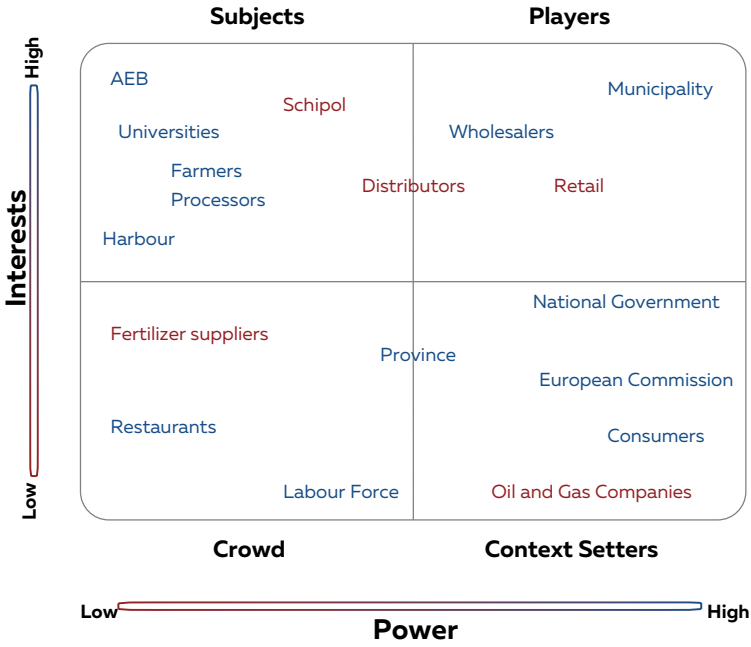 Subjects
Players
High
AEB
Municipality
Schipol
Universities
Wholesalers
Farmers
Distributors
Retail
Processors
Harbour
Interests
National Government
Fertilizer suppliers
Province
European Commission
Restaurants
Consumers
Labour Force
Oil and Gas Companies
Low
Crowd
Context Setters
Low
High
Power